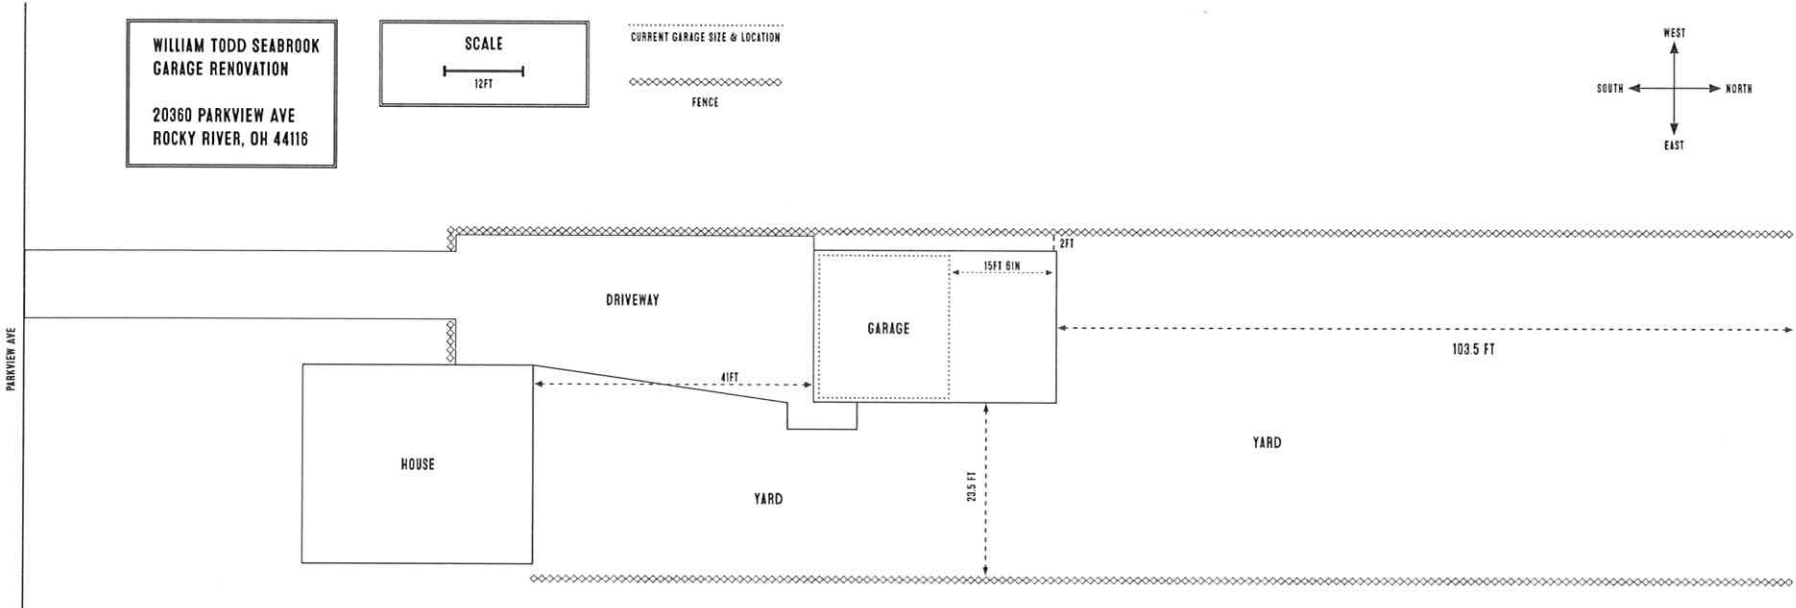 WILLIAM TODD SEABROOK
GARAGE RENOVATION
20360 PARKVIEW AVE
ROCKY RIVER, OH 44116
SCALE
12FT
CURRENT GARAGE SIZE & LOCATION
FENCE
WEST
SOUTH
NORTH
EAST
2FT
15FT 6IN
DRIVEWAY
GARAGE
103.5 FT
PARKVIEW AVE
41FT
YARD
HOUSE
23.5 FT
YARD